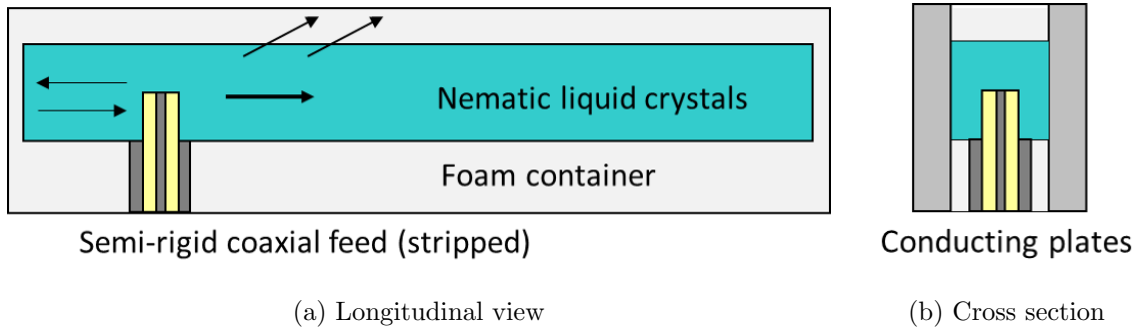 Nematic liquid crystals
Foam container
Semi-rigid coaxial feed (stripped)
Conducting plates
(a) Longitudinal view
(b) Cross section